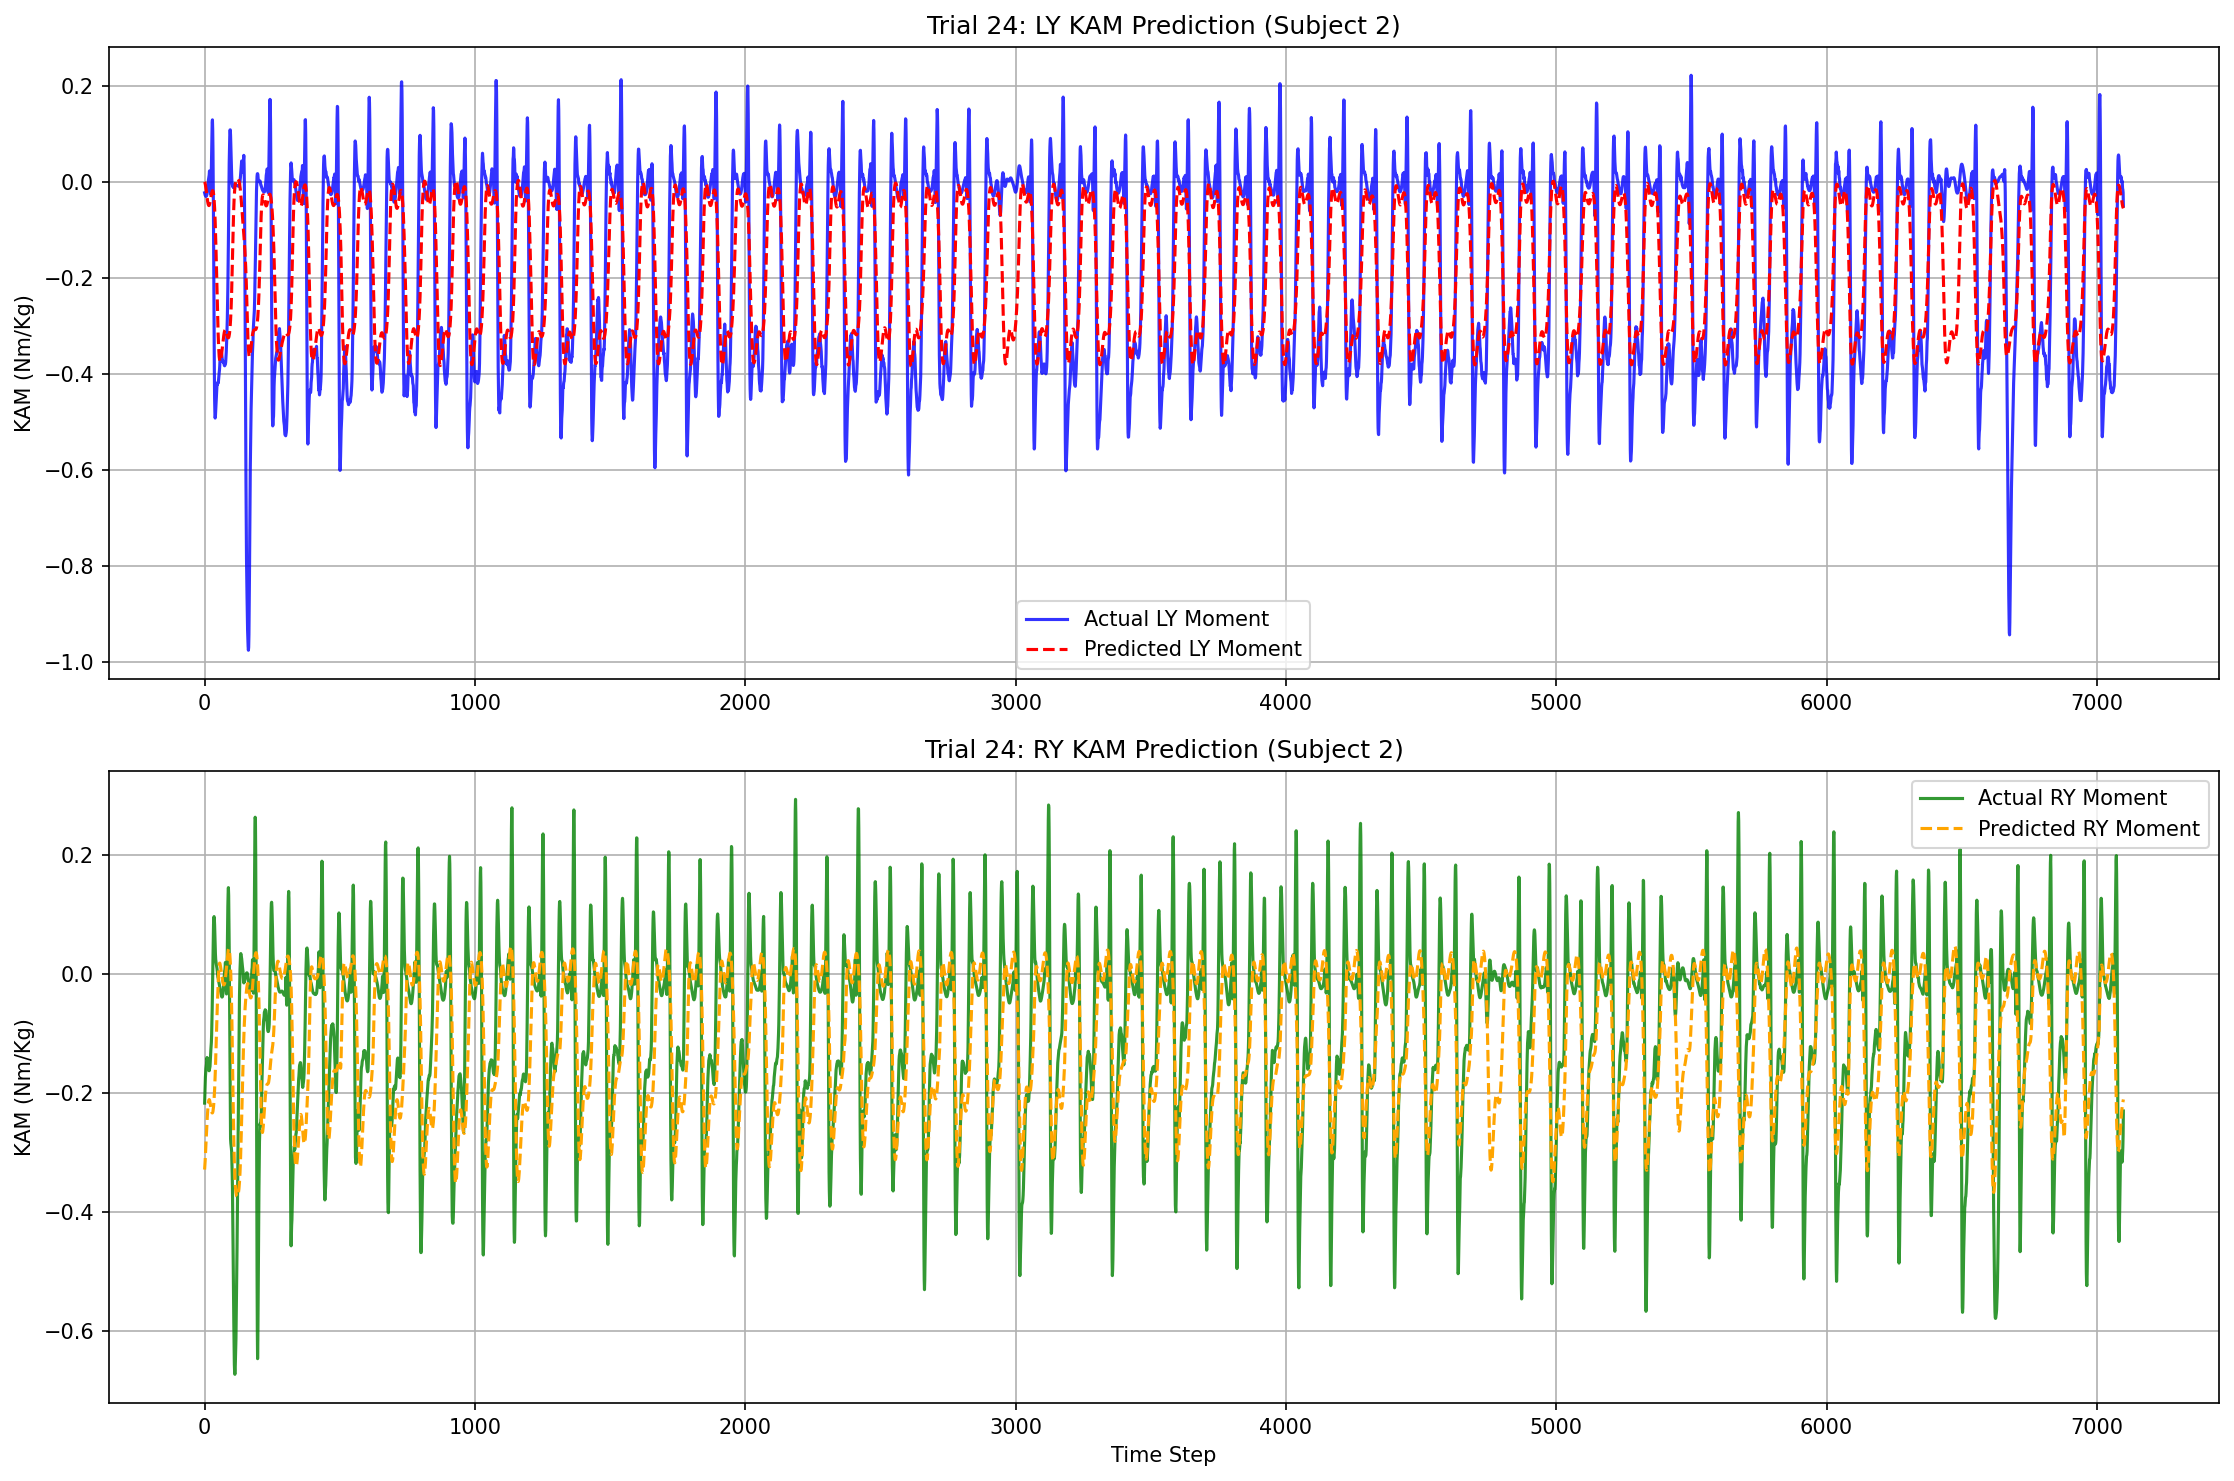 Trial 24: LY KAM Prediction (Subject 2)
KAM (Nm/Kg)
0.2
0.0
−0.2
−0.4
−0.6
−0.8
−1.0
Actual LY Moment
Predicted LY Moment
0 1000 2000 3000 4000 5000 6000 7000
Trial 24: RY KAM Prediction (Subject 2)
KAM (Nm/Kg)
Actual RY Moment
Predicted RY Moment
0.2
0.0
−0.2
−0.4
−0.6
0 1000 2000 3000 4000 5000 6000 7000
Time Step